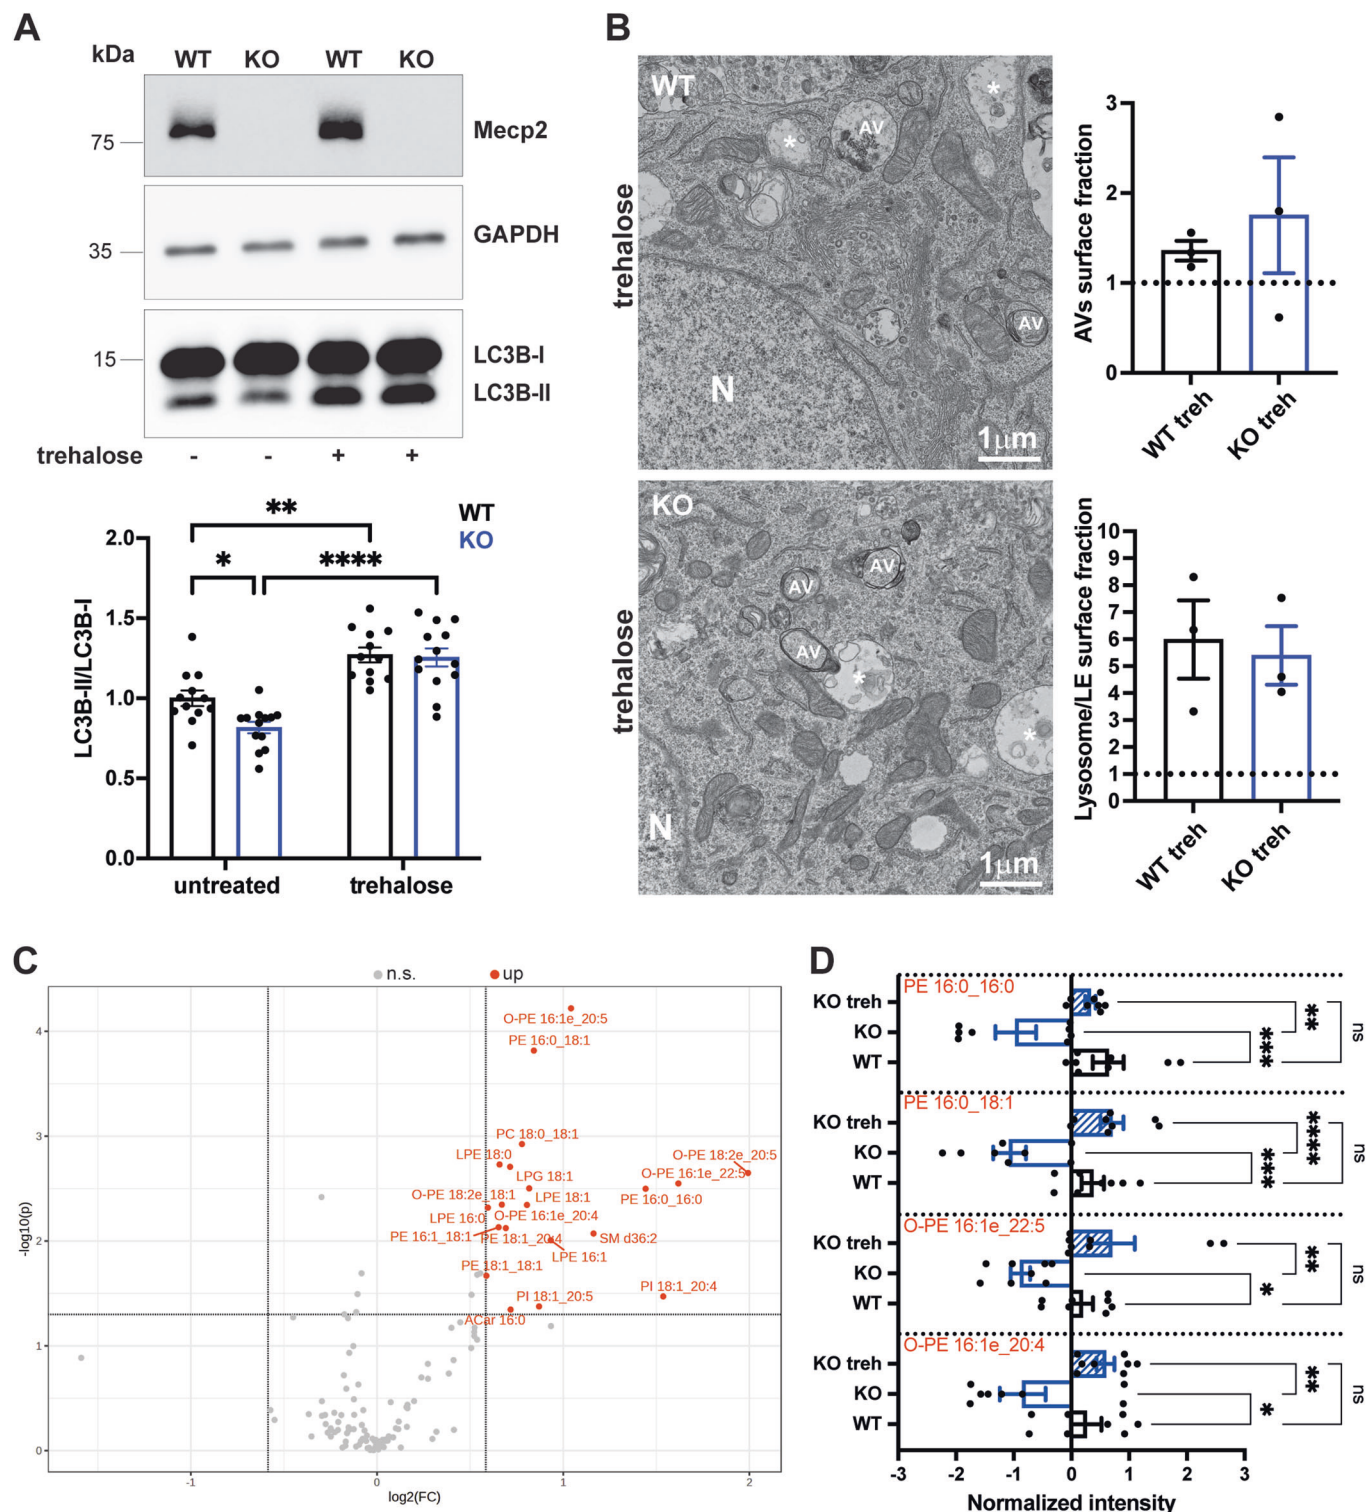 A
kDa
WT KO WT KO
75
Mecp2
35
GAPDH
15
LC3B-I
LC3B-II
trehalose - - + +
** WT
KO
* ****
LC3B-II/LC3B-I
2.0
1.5
1.0
0.5
0.0
untreated trehalose
B
trehalose
WT
*
*
AV
AV
N
1μm
AVs surface fraction
3
2
1
0
WT treh
KO treh
trehalose
KO
AV
AV
AV
*
*
N
1μm
Lysosome/LE surface fraction
10
9
8
7
6
5
4
3
2
1
0
WT treh
KO treh
C
n.s. up
-log10(p)
4
3
2
1
0
O-PE 16:1e_20:5
PE 16:0_18:1
PC 18:0_18:1
LPE 18:0
LPG 18:1
O-PE 18:2e_20:5
O-PE 16:1e_22:5
PE 16:0_16:0
O-PE 18:2e_18:1
LPE 18:1
LPE 16:0
O-PE 16:1e_20:4
PE 16:1_18:1
PE 18:1_20:4
SM d36:2
LPE 16:1
PE 18:1_18:1
PI 18:1_20:4
PI 18:1_20:5
ACar 16:0
-1 0 1 2
log2(FC)
D
PE 16:0_16:0
KO treh
KO
WT
** *** ns
PE 16:0_18:1
KO treh
KO
WT
**** *** ns
O-PE 16:1e_22:5
KO treh
KO
WT
** * ns
O-PE 16:1e_20:4
KO treh
KO
WT
** * ns
-3 -2 -1 0 1 2 3
Normalized intensity